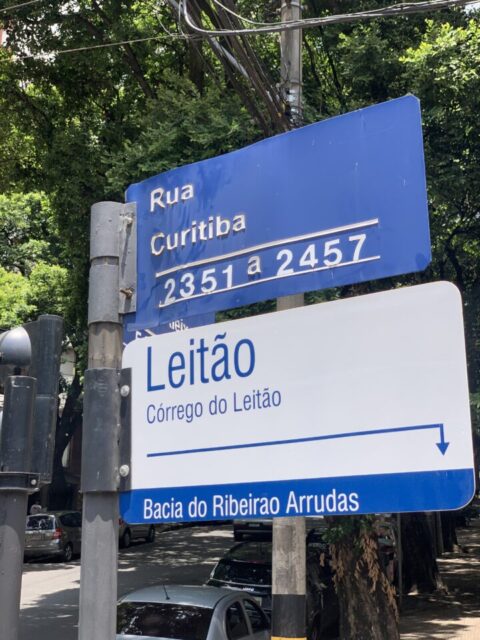 Rua
Curitiba
2351 a 2457
Leitão
Córrego do Leitão
Bacia do Ribeirao Arrudas